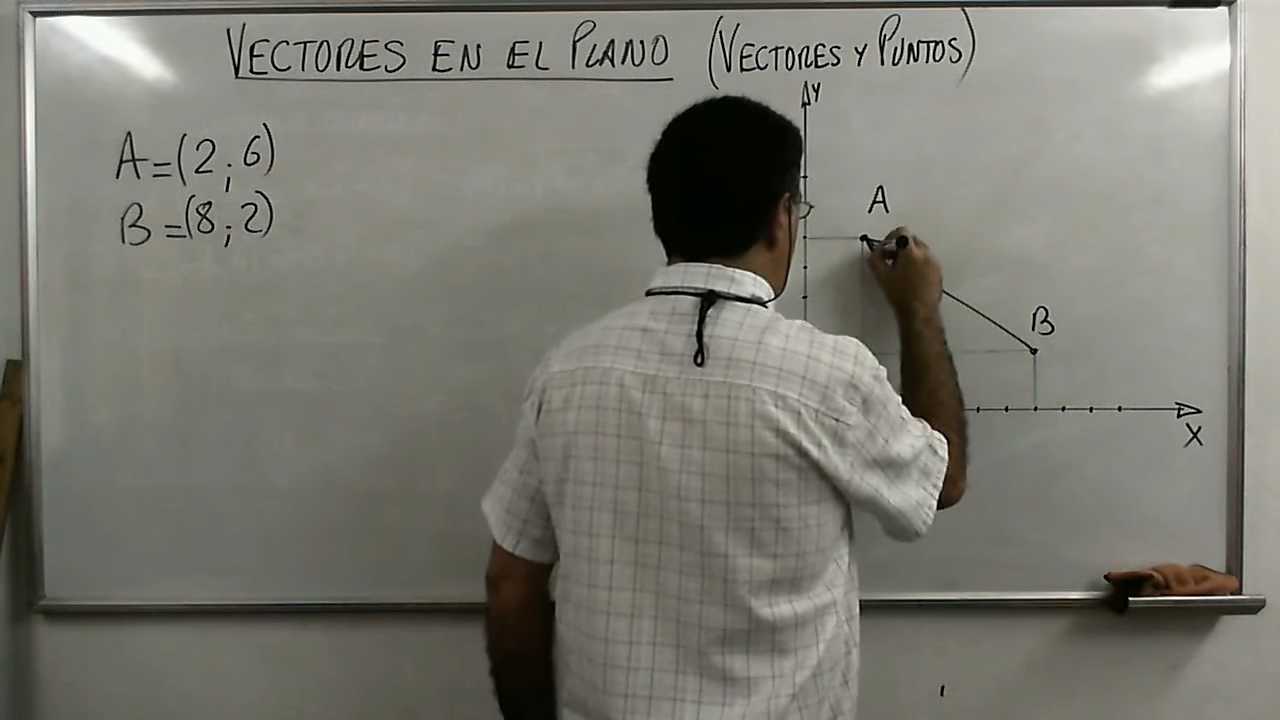 VECTORES EN EL PLANO (VECTORES Y PUNTOS)
A=(2;6)
B=(8;2)
Y
A
B
X